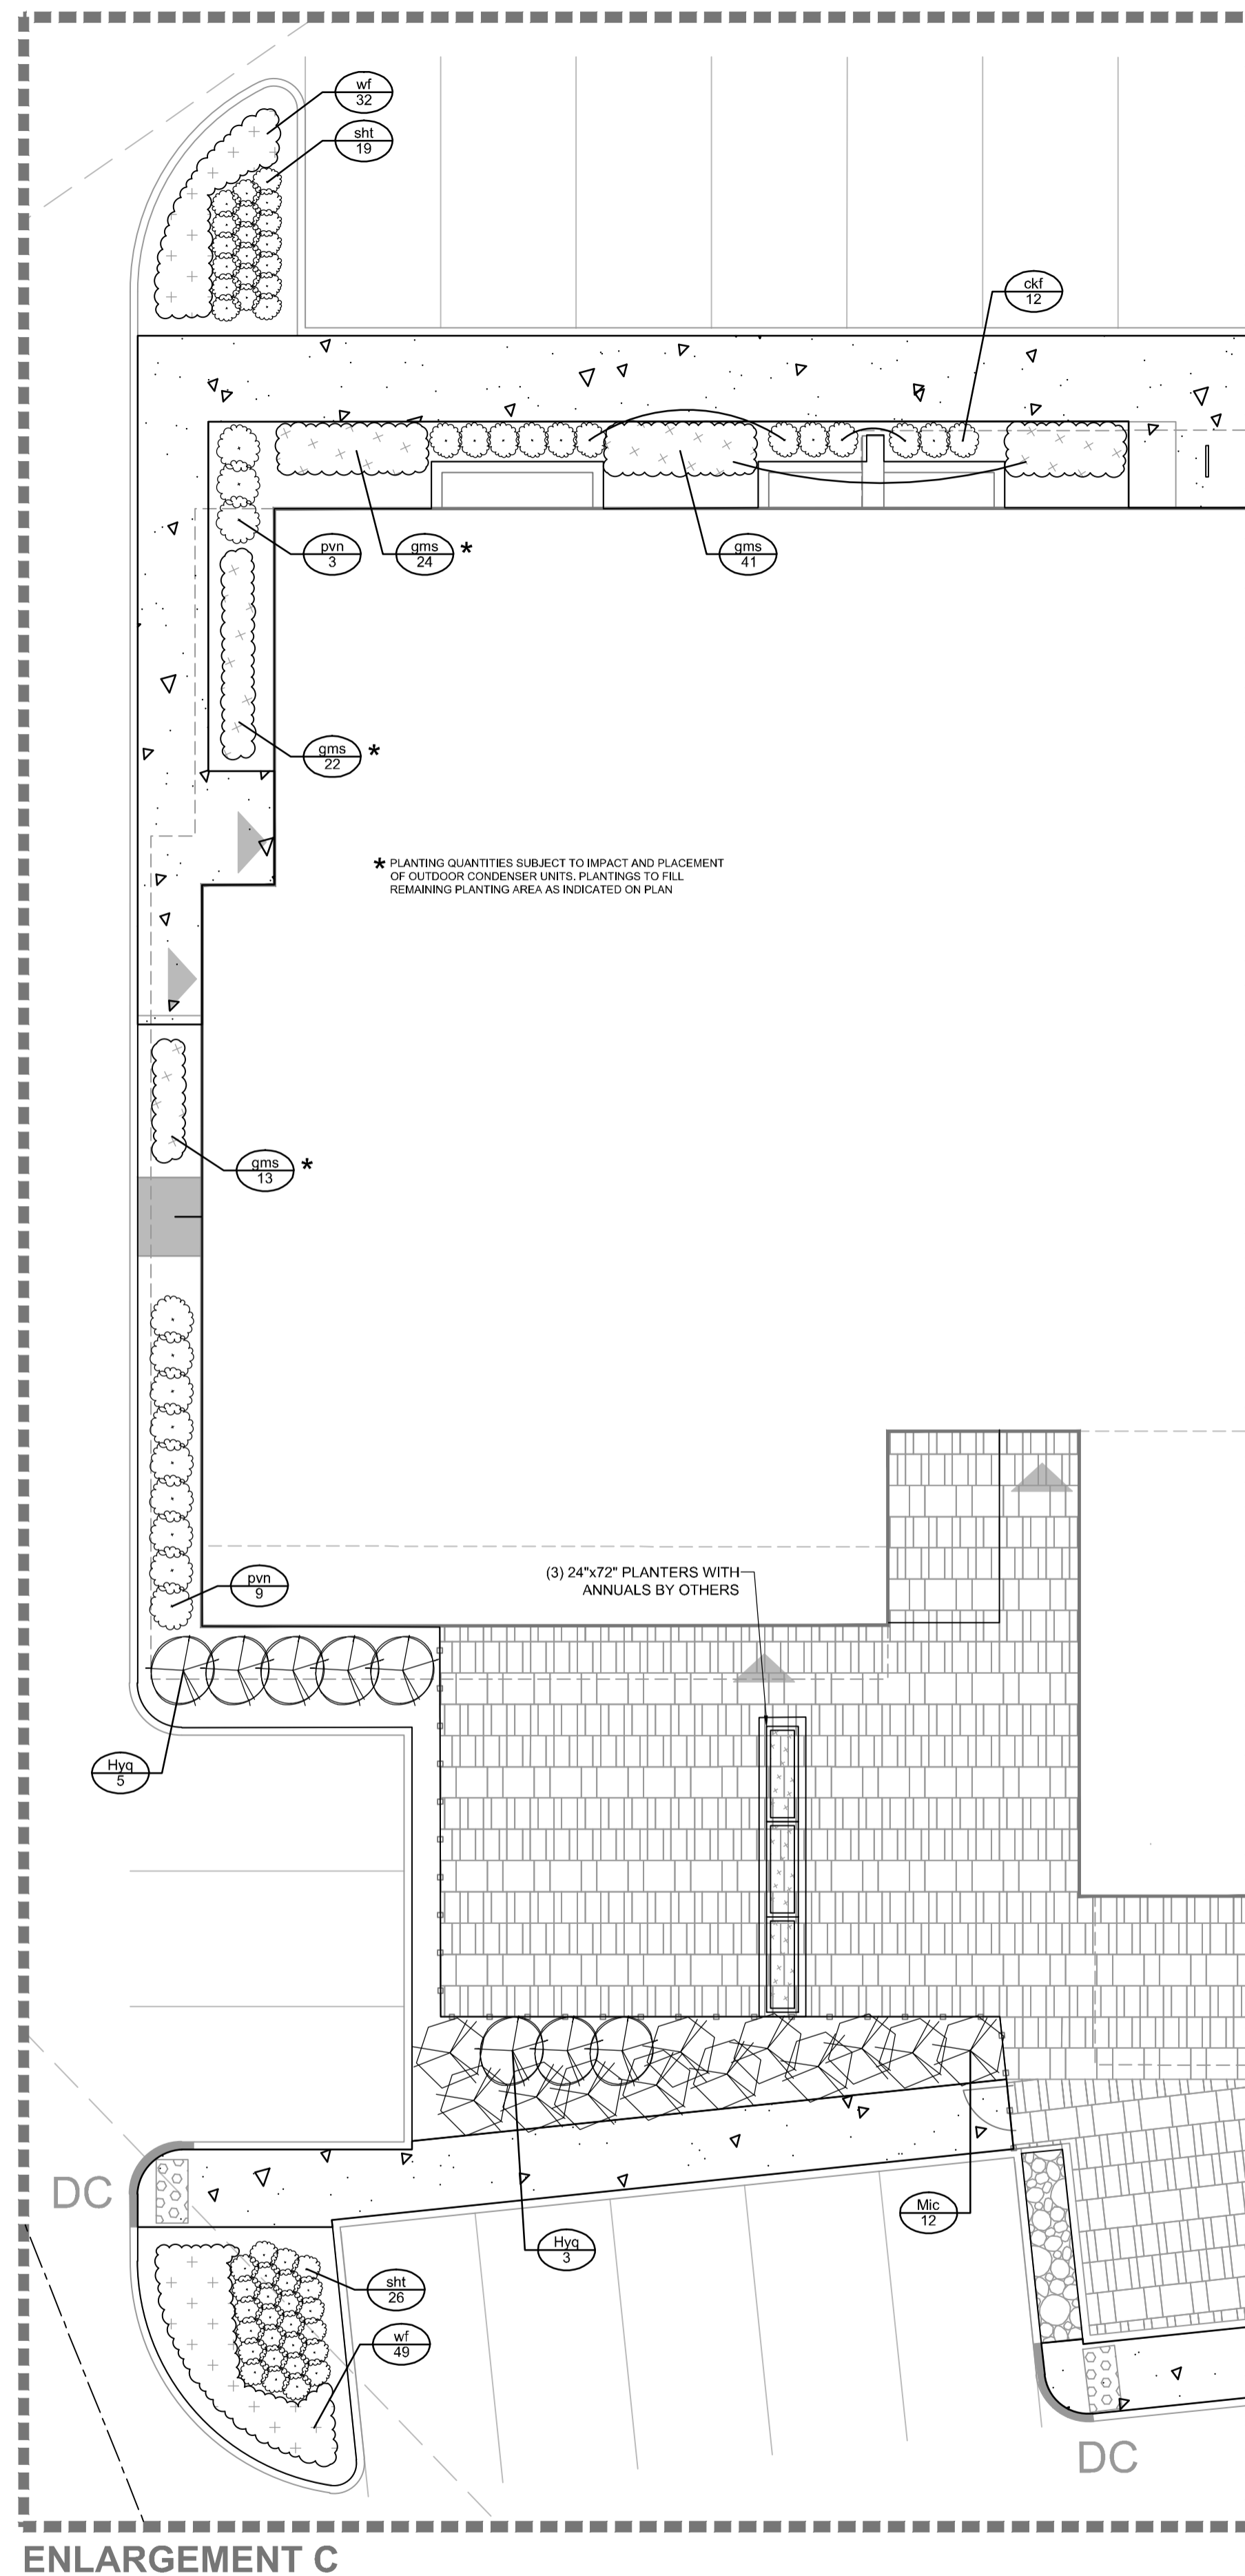 wf
32
sht
19
ckf
12
pvn
3
gms
24 *
gms
41
gms
22 *
* PLANTING QUANTITIES SUBJECT TO IMPACT AND PLACEMENT
OF OUTDOOR CONDENSER UNITS. PLANTINGS TO FILL
REMAINING PLANTING AREA AS INDICATED ON PLAN
gms
13 *
(3) 24"x72" PLANTERS WITH
ANNUALS BY OTHERS
pvn
9
Hyq
5
DC
Mic
12
Hyq
3
sht
26
wf
49
DC
ENLARGEMENT C